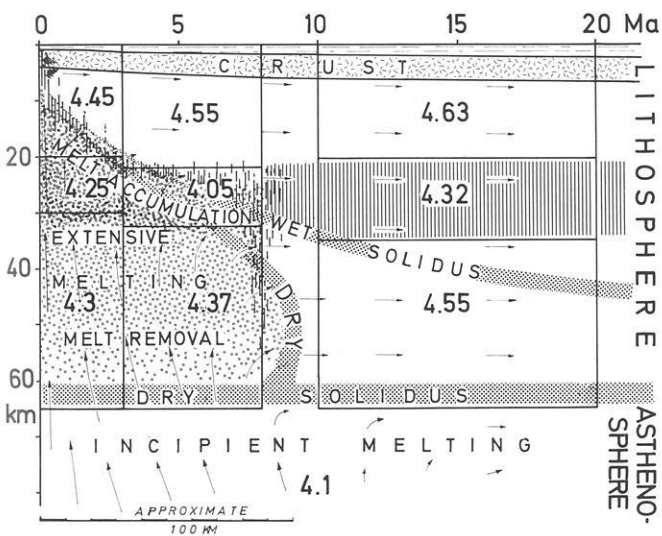 0 5 10 15 20 Ma
CRUST
4.45 4.55 4.63
20
MELT ACCUMULATION
4.25 4.05 4.32
WET SOLIDUS
EXTENSIVE
40
MELTING
4.3 4.37 4.55
DRY
MELT REMOVAL
60
DRY SOLIDUS
km
INCIPIENT MELTING
4.1
APPROXIMATE
100 KM
LITHOSPHERE
ASTHENO-
SPHERE